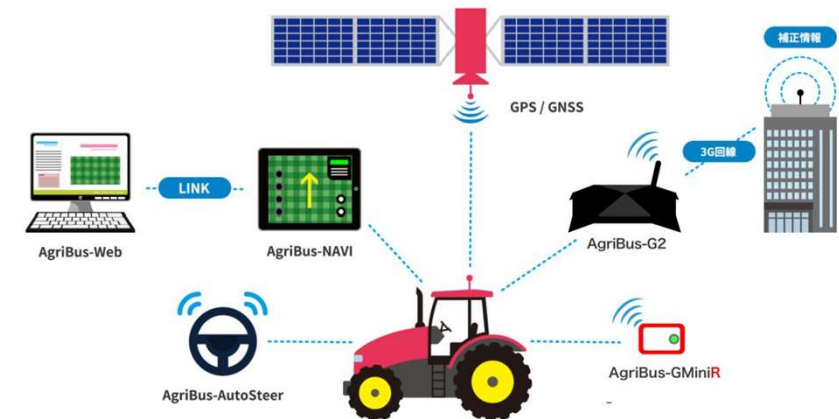 補正情報
GPS / GNSS
3G回線
LINK
AgriBus-Web
AgriBus-NAVI
AgriBus-G2
AgriBus-AutoSteer
AgriBus-GMiniR